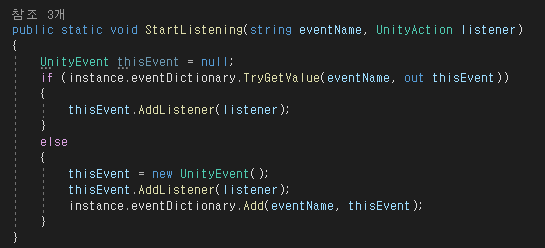 참조 3개
public static void StartListening(string eventName, UnityAction listener)
{
    UnityEvent thisEvent = null;
    if (instance.eventDictionary.TryGetValue(eventName, out thisEvent))
    {
        thisEvent.AddListener(listener);
    }
    else
    {
        thisEvent = new UnityEvent();
        thisEvent.AddListener(listener);
        instance.eventDictionary.Add(eventName, thisEvent);
    }
}